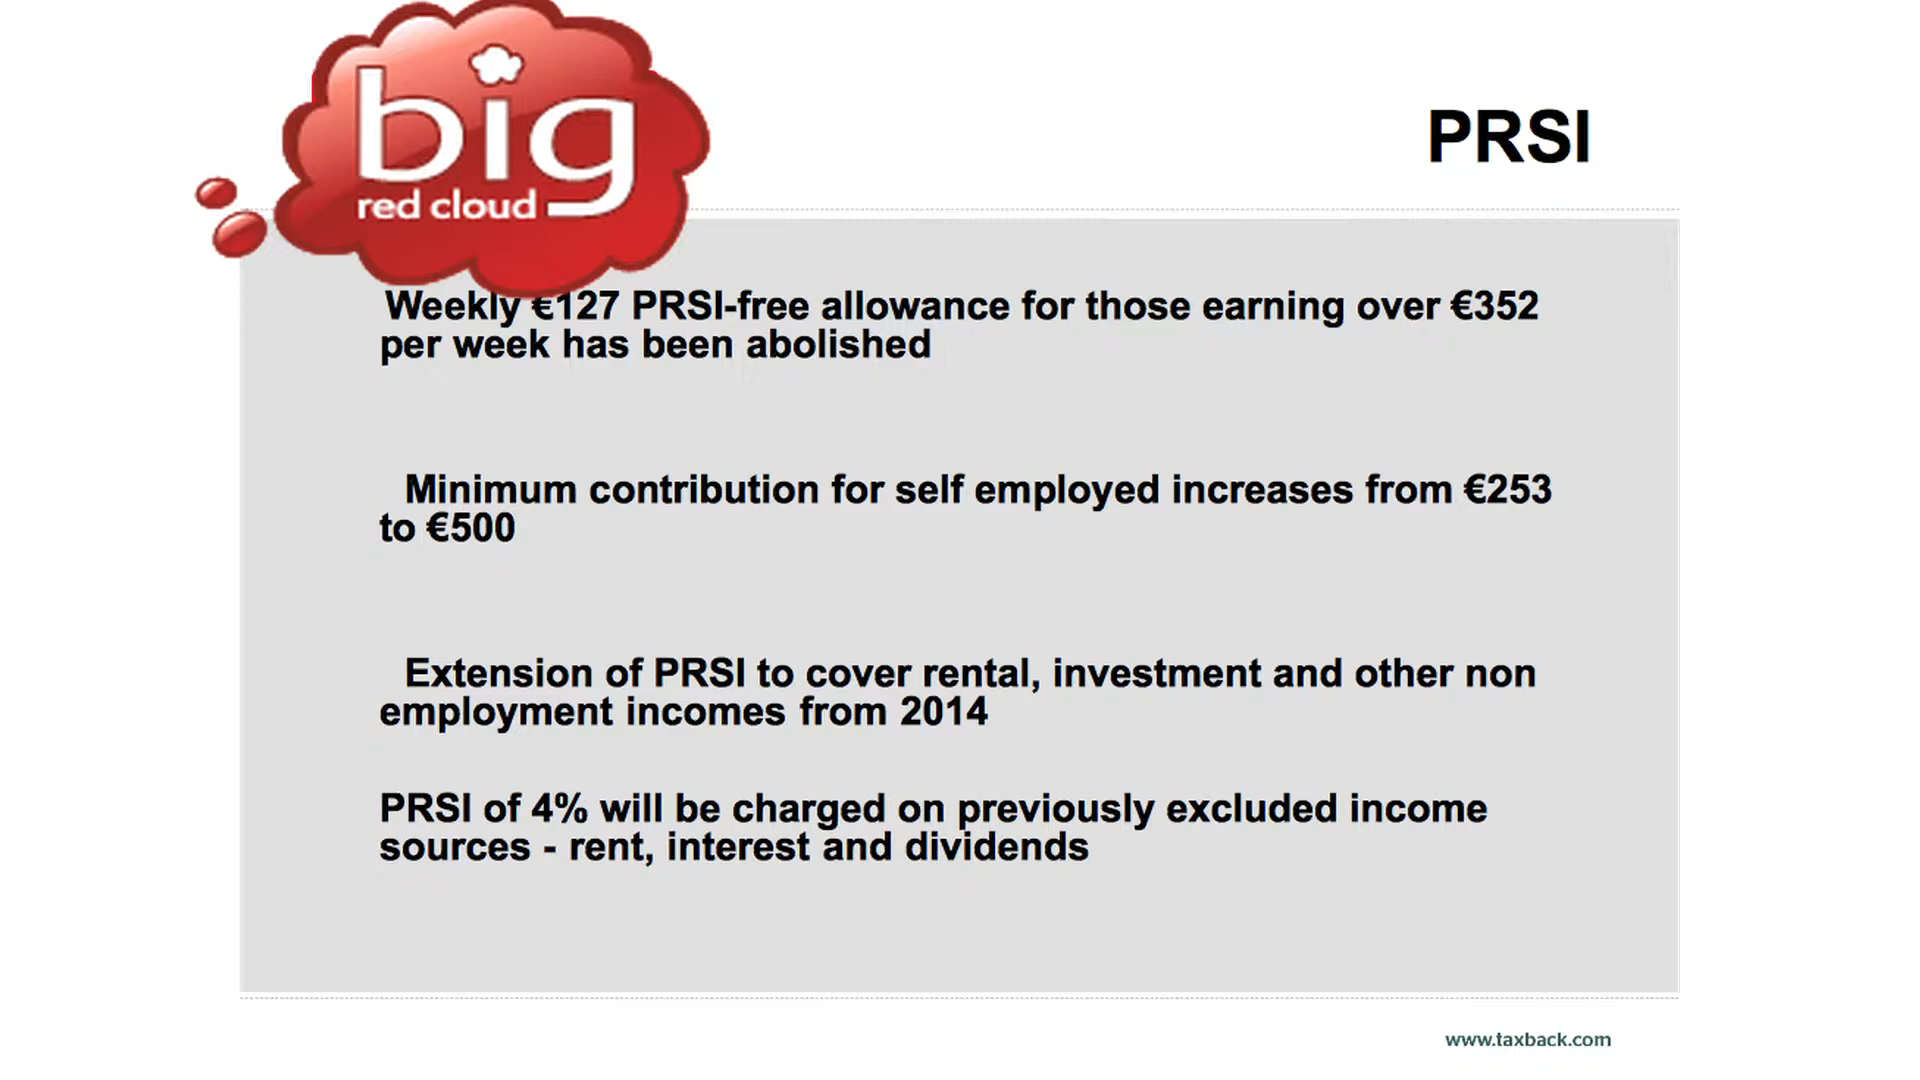 big
red cloud
PRSI
Weekly €127 PRSI-free allowance for those earning over €352
per week has been abolished
Minimum contribution for self employed increases from €253
to €500
Extension of PRSI to cover rental, investment and other non
employment incomes from 2014
PRSI of 4% will be charged on previously excluded income
sources - rent, interest and dividends
www.taxback.com